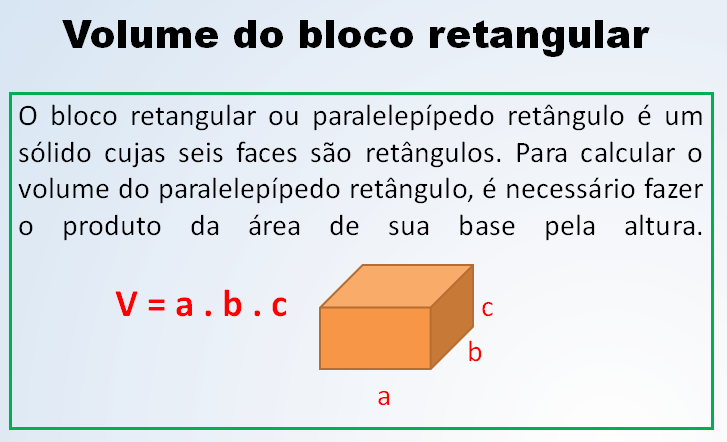 Volume do bloco retangular
O bloco retangular ou paralelepípedo retângulo é um
sólido cujas seis faces são retângulos. Para calcular o
volume do paralelepípedo retângulo, é necessário fazer
o produto da área de sua base pela altura.
V = a . b . c
c
b
a